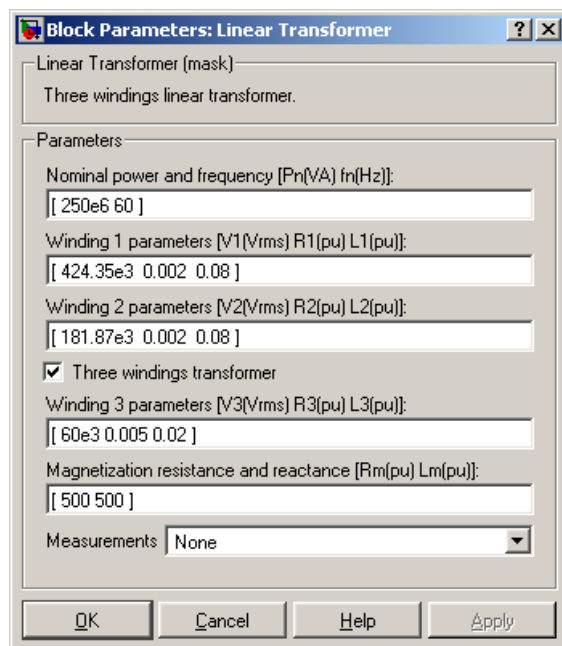 Block Parameters: Linear Transformer
Linear Transformer (mask)
Three windings linear transformer.
Parameters
Nominal power and frequency [Pn(VA) fn(Hz)]:
[ 250e6 60 ]
Winding 1 parameters [V1(Vrms) R1(pu) L1(pu)]:
[ 424.35e3  0.002  0.08 ]
Winding 2 parameters [V2(Vrms) R2(pu) L2(pu)]:
[ 181.87e3  0.002  0.08 ]
Three windings transformer
Winding 3 parameters [V3(Vrms) R3(pu) L3(pu)]:
[ 60e3 0.005 0.02 ]
Magnetization resistance and reactance [Rm(pu) Lm(pu)]:
[ 500 500 ]
Measurements None
OK Cancel Help Apply